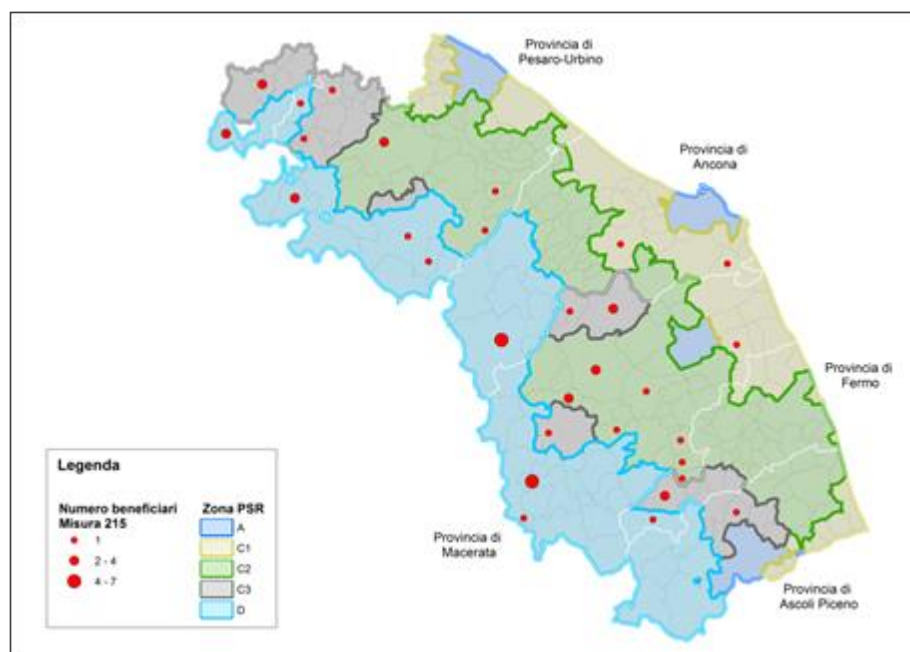 Provincia di
Pesaro-Urbino
Provincia di
Ancona
Provincia di
Fermo
Provincia di
Macerata
Provincia di
Ascoli Piceno
Legenda
Numero beneficiari
Misura 215
1
2 - 4
4 - 7
Zona PSR
A
C1
C2
C3
D